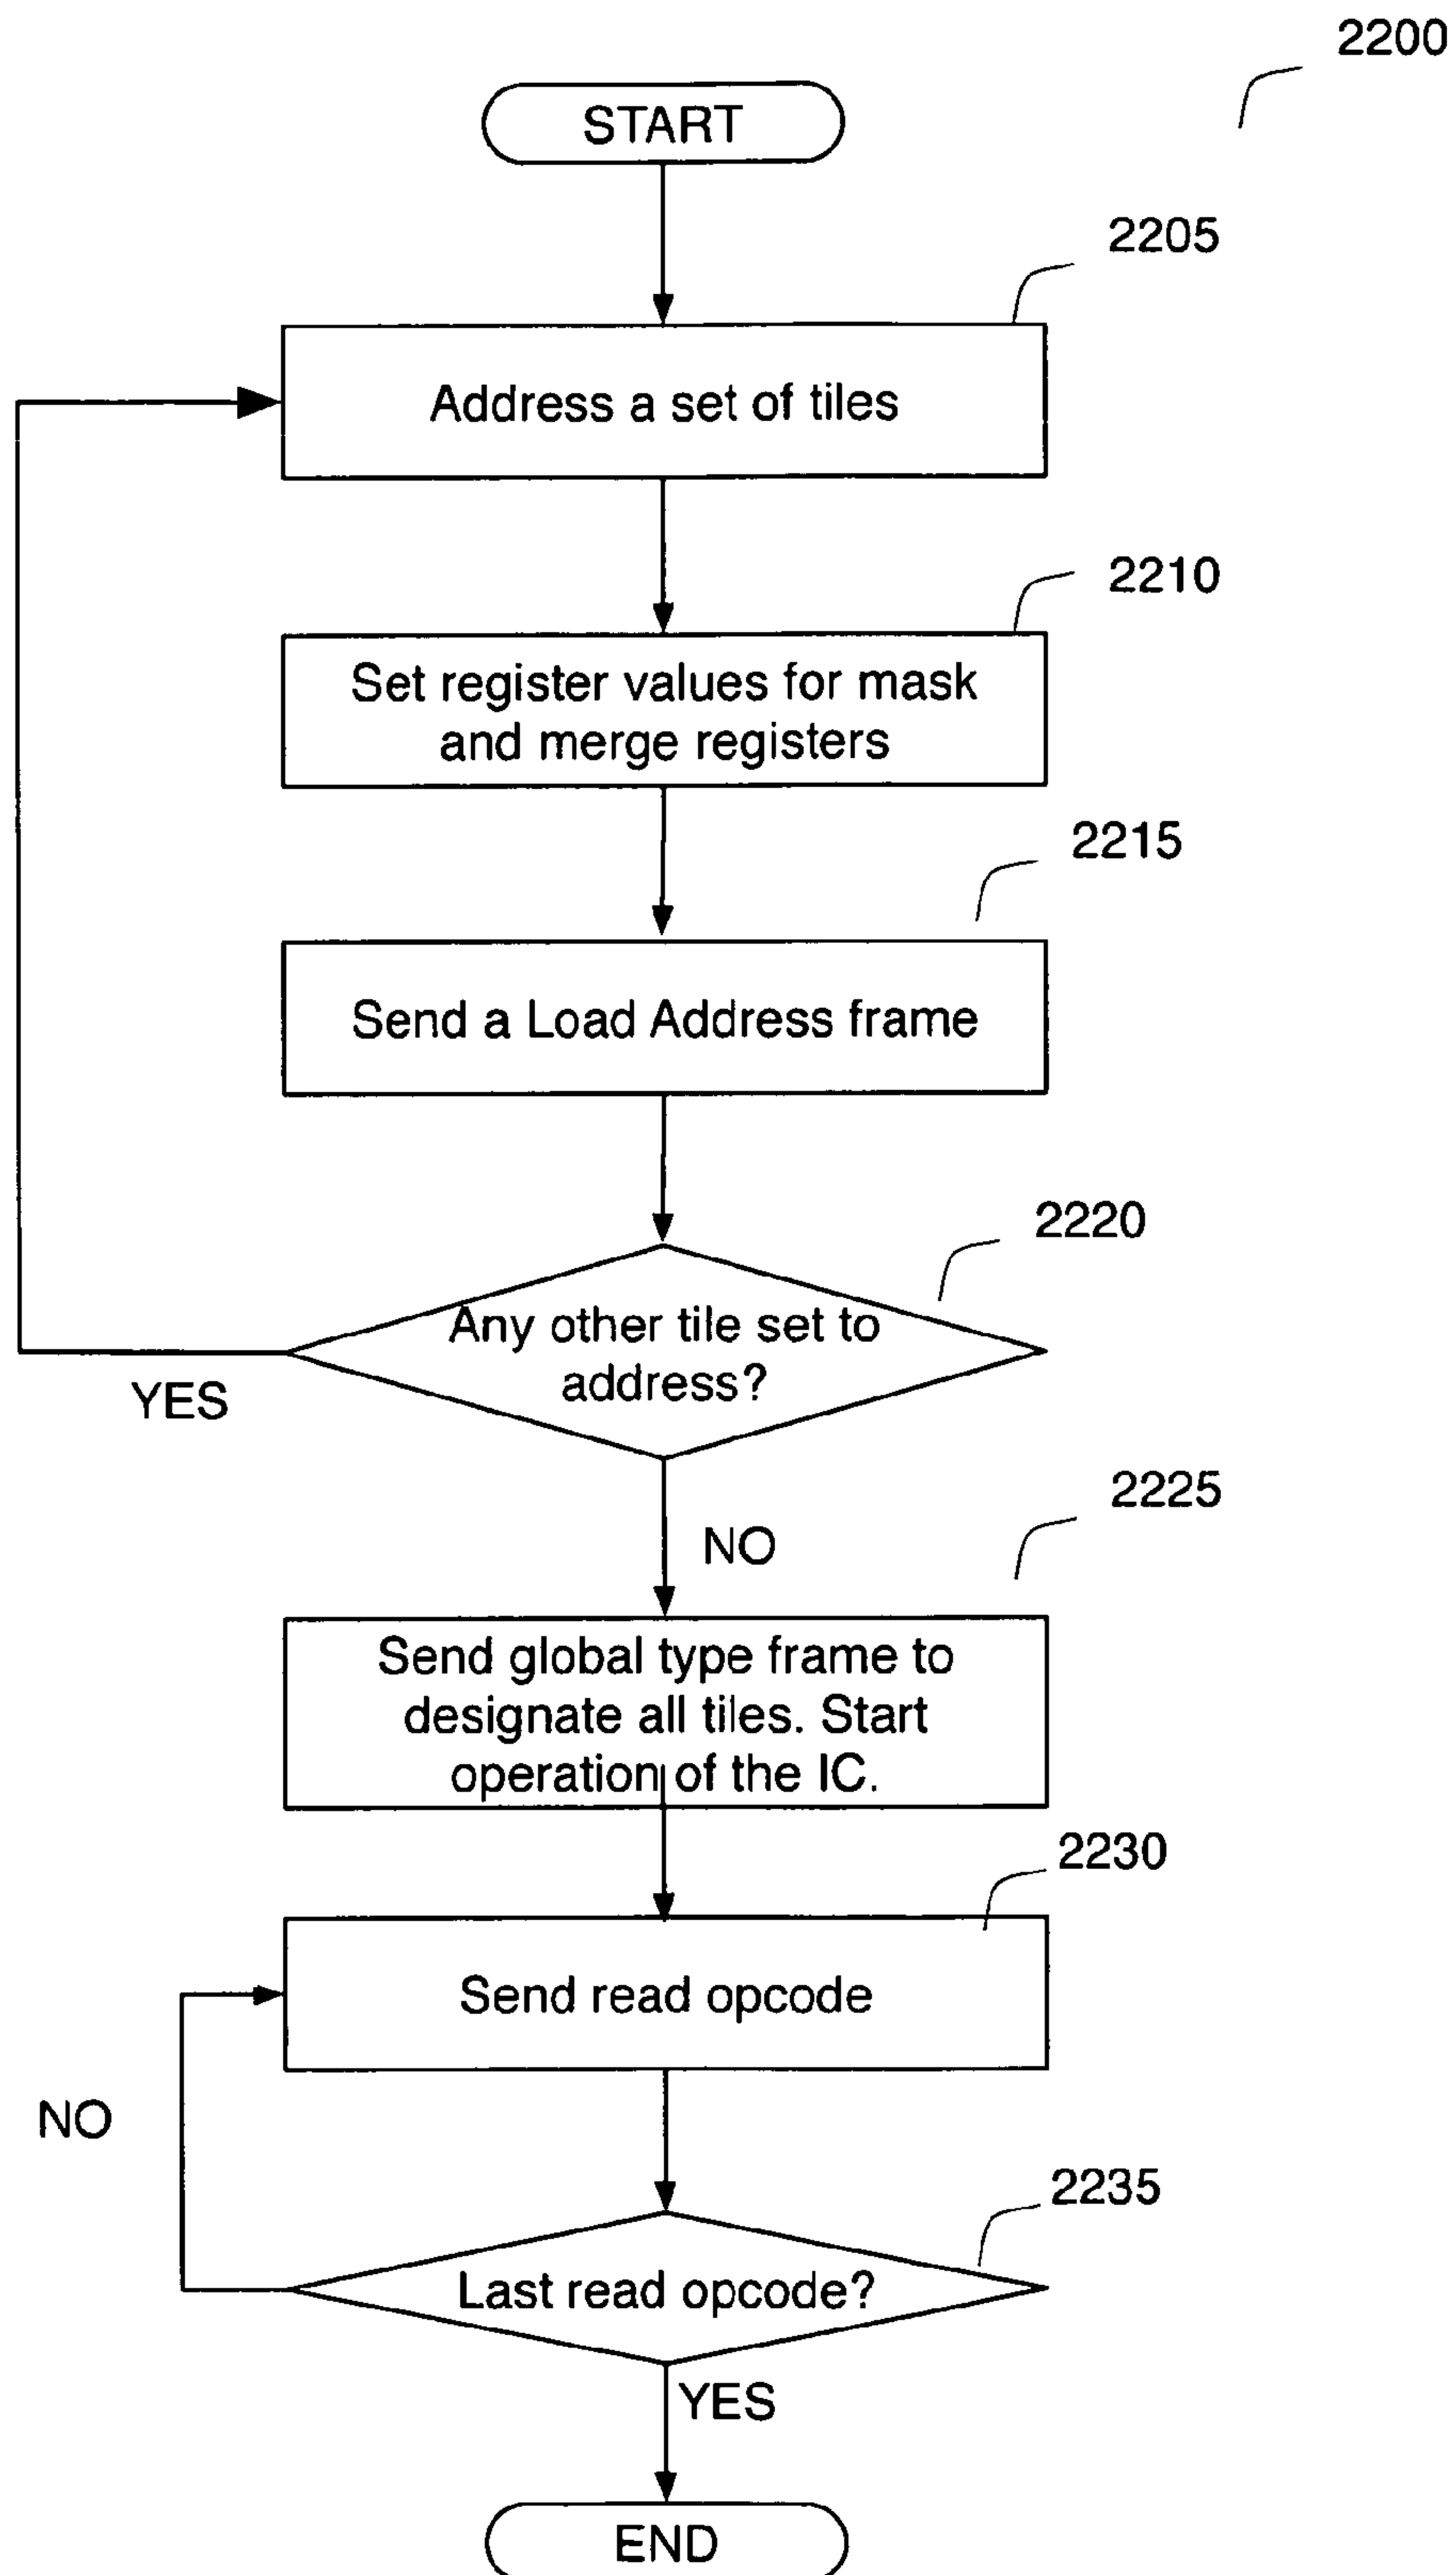 2200
START
2205
Address a set of tiles
2210
Set register values for mask
and merge registers
2215
Send a Load Address frame
2220
Any other tile set to
address?
YES
2225
NO
Send global type frame to
designate all tiles. Start
operation of the IC.
2230
Send read opcode
NO
2235
Last read opcode?
YES
END